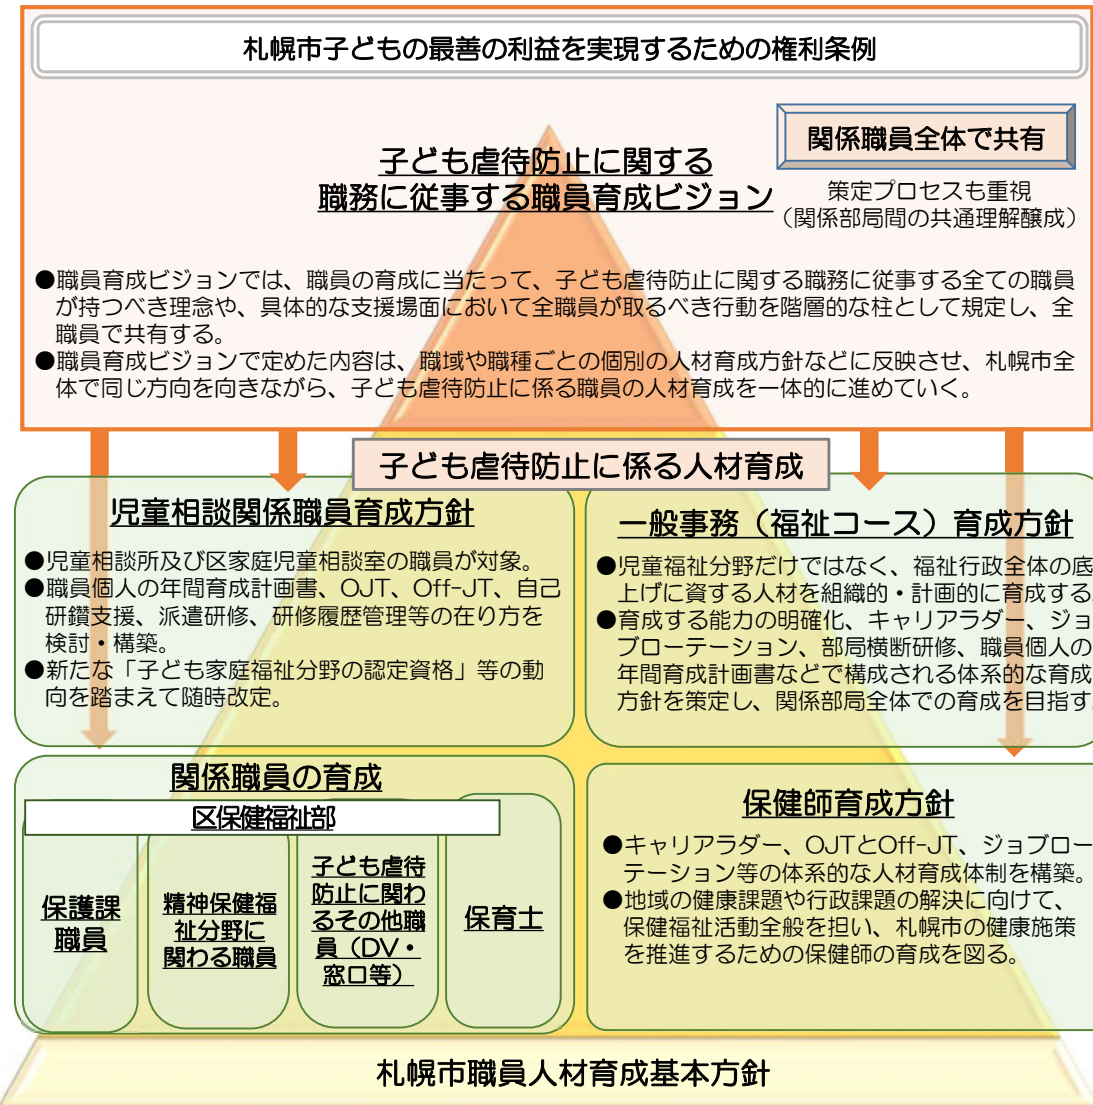 札幌市子どもの最善の利益を実現するための権利条例
関係職員全体で共有
子ども虐待防止に関する
職務に従事する職員育成ビジョン
策定プロセスも重視
（関係部局間の共通理解醸成）
●職員育成ビジョンでは、職員の育成に当たって、子ども虐待防止に関する職務に従事する全ての職員
が持つべき理念や、具体的な支援場面において全職員が取るべき行動を階層的な柱として規定し、全
職員で共有する。
●職員育成ビジョンで定めた内容は、職域や職種ごとの個別の人材育成方針などに反映させ、札幌市全
体で同じ方向を向きながら、子ども虐待防止に係る職員の人材育成を一体的に進めていく。
子ども虐待防止に係る人材育成
児童相談関係職員育成方針
●児童相談所及び区家庭児童相談室の職員が対象。
●職員個人の年間育成計画書、OJT、Off-JT、自己
研鑽支援、派遣研修、研修履歴管理等の在り方を
検討・構築。
●新たな「子ども家庭福祉分野の認定資格」等の動
向を踏まえて随時改定。
一般事務（福祉コース）育成方針
●児童福祉分野だけではなく、福祉行政全体の底
上げに資する人材を組織的・計画的に育成する
●育成する能力の明確化、キャリアラダー、ジョ
ブローテーション、部局横断研修、職員個人の
年間育成計画書などで構成される体系的な育成
方針を策定し、関係部局全体での育成を目指す
関係職員の育成
区保健福祉部
保護課
職員
精神保健福
祉分野に
関わる職員
子ども虐待
防止に関わ
るその他職
員（DV・
窓口等）
保育士
保健師育成方針
●キャリアラダー、OJTとOff-JT、ジョブロー
テーション等の体系的な人材育成体制を構築。
●地域の健康課題や行政課題の解決に向けて、
保健福祉活動全般を担い、札幌市の健康施策
を推進するための保健師の育成を図る。
札幌市職員人材育成基本方針